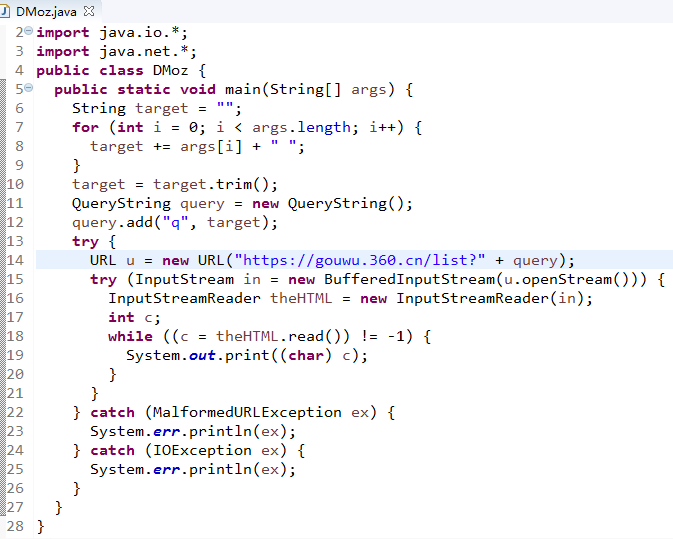 DMoz.java
2 import java.io.*;
3 import java.net.*;
4 public class DMoz {
5   public static void main(String[] args) {
6     String target = "";
7     for (int i = 0; i < args.length; i++) {
8       target += args[i] + " ";
9     }
10     target = target.trim();
11     QueryString query = new QueryString();
12     query.add("q", target);
13     try {
14       URL u = new URL("https://gouwu.360.cn/list?" + query);
15       try (InputStream in = new BufferedInputStream(u.openStream())) {
16         InputStreamReader theHTML = new InputStreamReader(in);
17         int c;
18         while ((c = theHTML.read()) != -1) {
19           System.out.print((char) c);
20         }
21       }
22     } catch (MalformedURLException ex) {
23       System.err.println(ex);
24     } catch (IOException ex) {
25       System.err.println(ex);
26     }
27   }
28 }